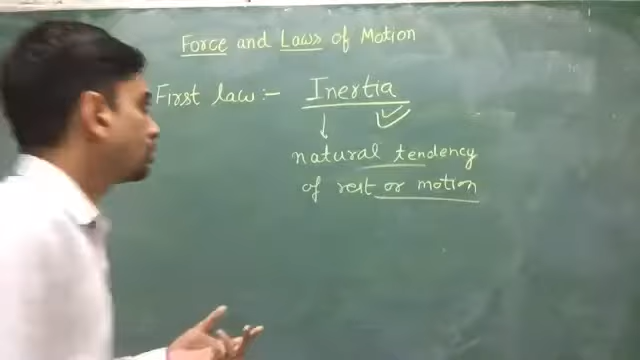 Force and Laws of Motion
First law :- Inertia
natural tendency
of rest or motion